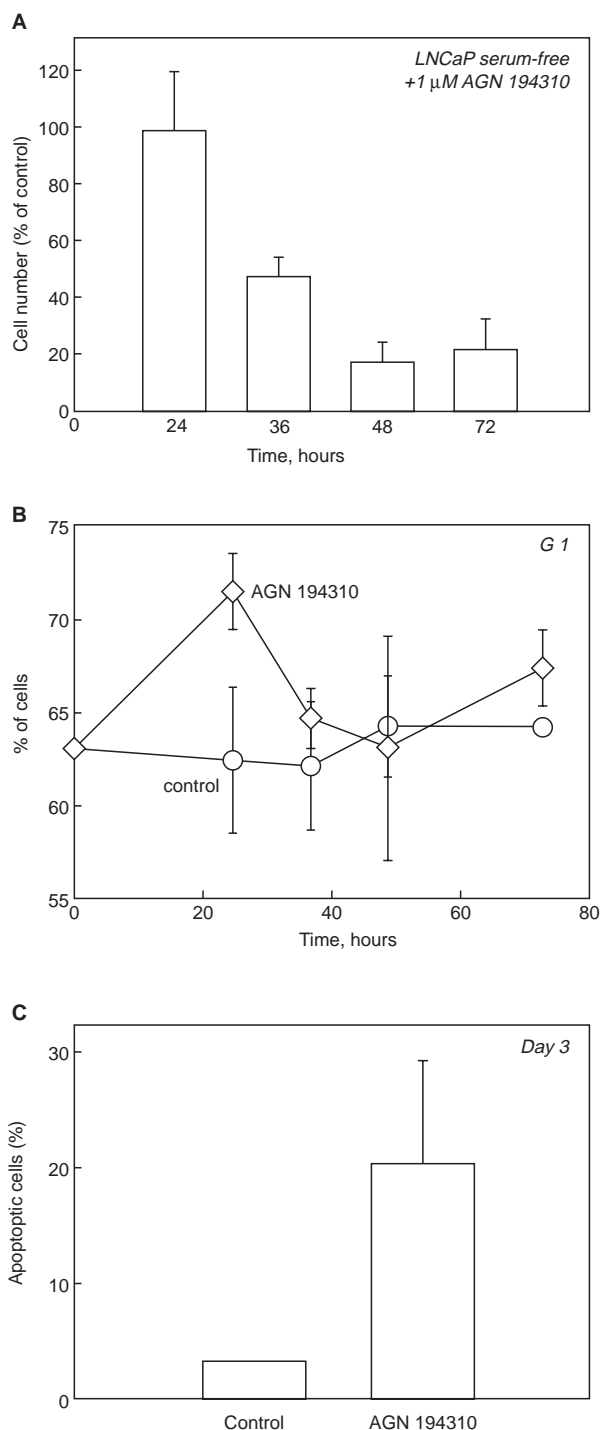 A
LNCaP serum-free
+1 μM AGN 194310
120
100
80
60
40
20
0
Cell number (% of control)
0 24 36 48 72
Time, hours
B
G 1
75
70
65
60
55
% of cells
AGN 194310
control
0 20 40 60 80
Time, hours
C
Day 3
30
20
10
0
Apoptoptic cells (%)
Control AGN 194310